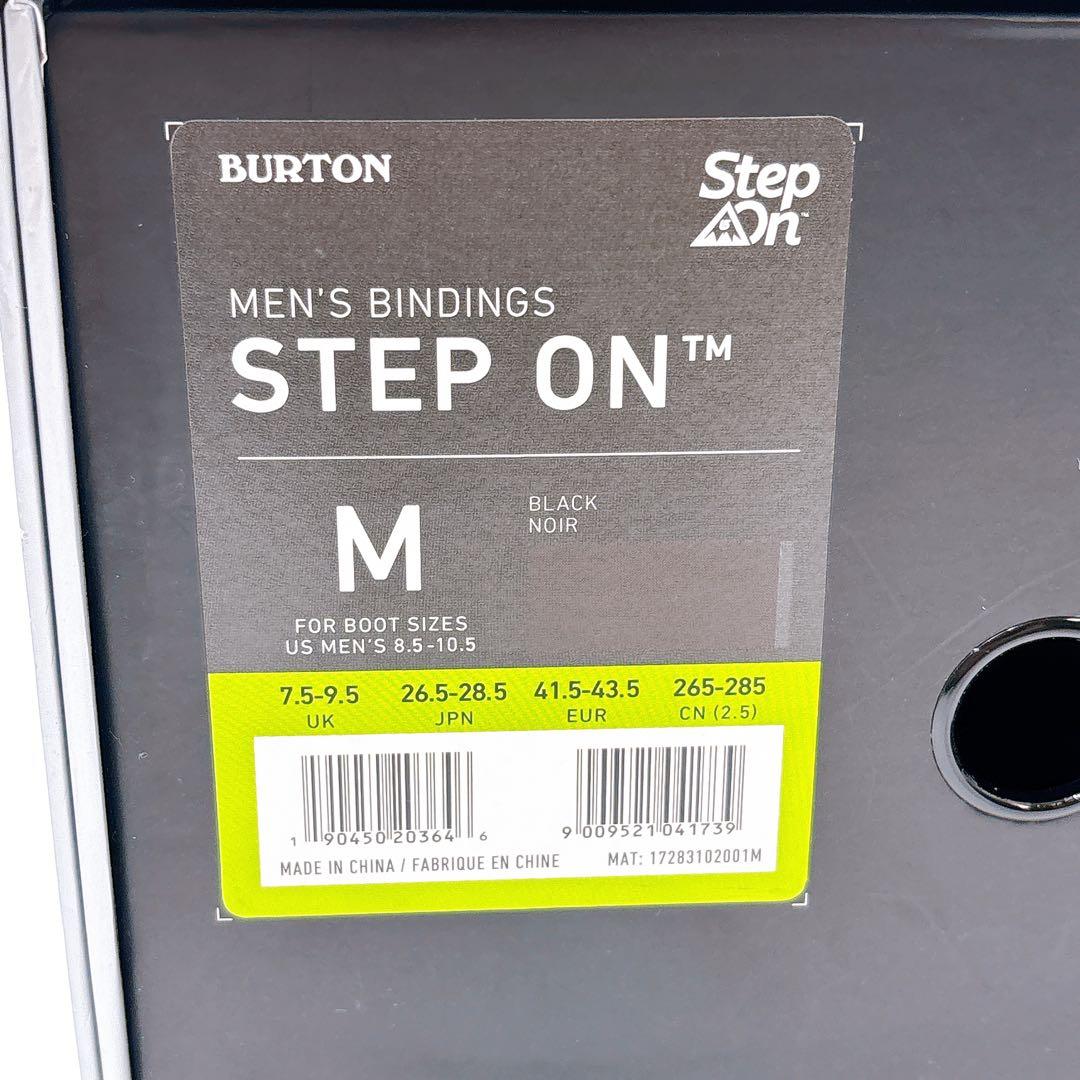 BURTON
Step
On™
MEN'S BINDINGS
STEP ON™
M
BLACK
NOIR
FOR BOOT SIZES
US MEN'S 8.5-10.5
7.5-9.5 26.5-28.5 41.5-43.5 265-285
UK JPN EUR CN (2.5)
1 90450 20364 6 9 009521 041739
MADE IN CHINA / FABRIQUE EN CHINE MAT: 17283102001M